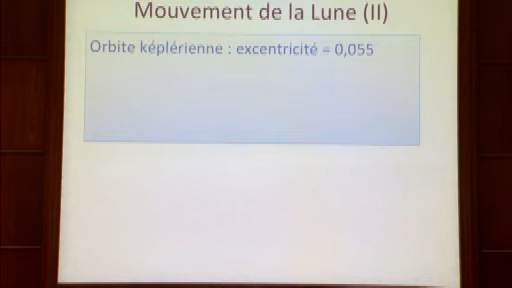 Mouvement de la Lune (II)
Orbite képlérienne : excentricité = 0,055